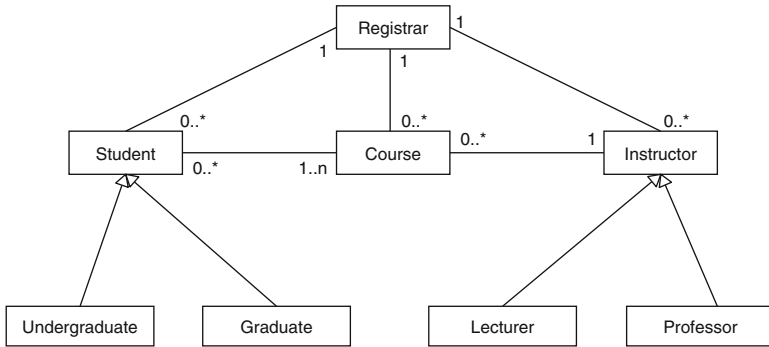 Registrar
1
1
1
0..*
0..*
0..*
Student
0..*
1..n
Course
0..*
1
Instructor
Undergraduate
Graduate
Lecturer
Professor